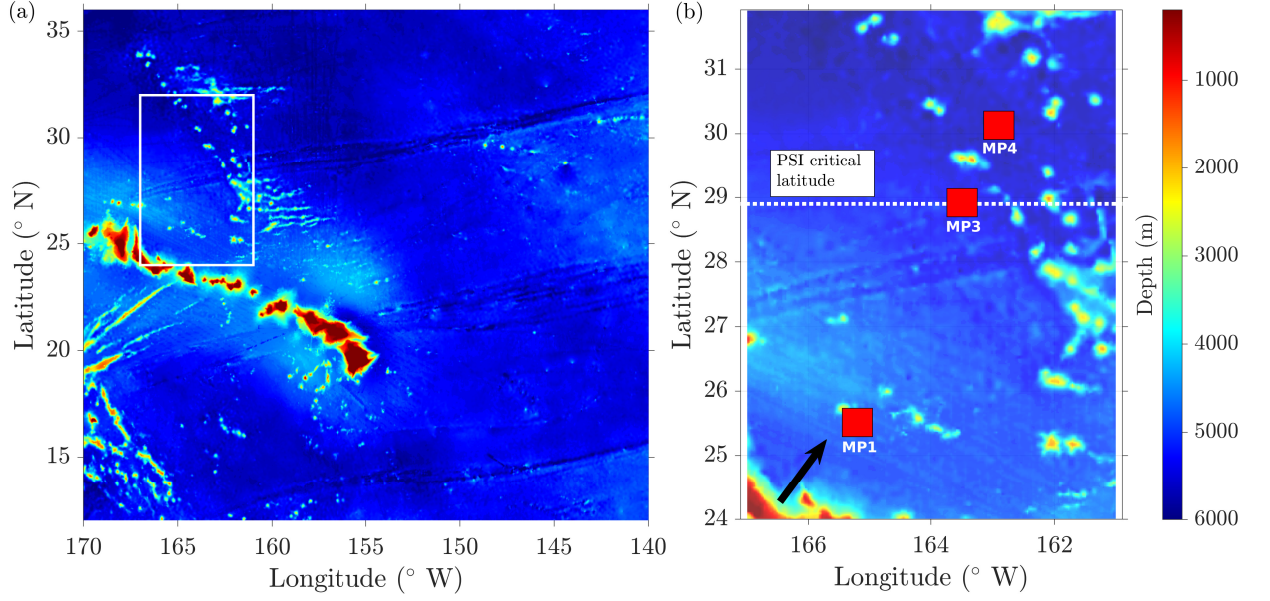 (a)
35
30
25
20
15
170
165
160
155
150
145
140
Latitude (° N)
Longitude (° W)
(b)
31
30
29
28
27
26
25
24
166
164
162
Latitude (° N)
Longitude (° W)
PSI critical
latitude
MP4
MP3
MP1
Depth (m)
1000
2000
3000
4000
5000
6000